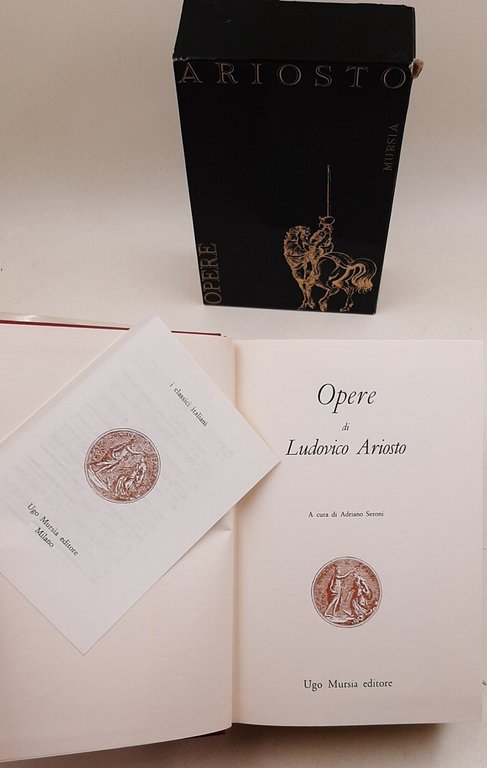 ARIOSTO
MURSIA
OPERE
i classici italiani
Ugo Mursia editore
Milano
Opere
di
Ludovico Ariosto
A cura di Adriano Seroni
Ugo Mursia editore